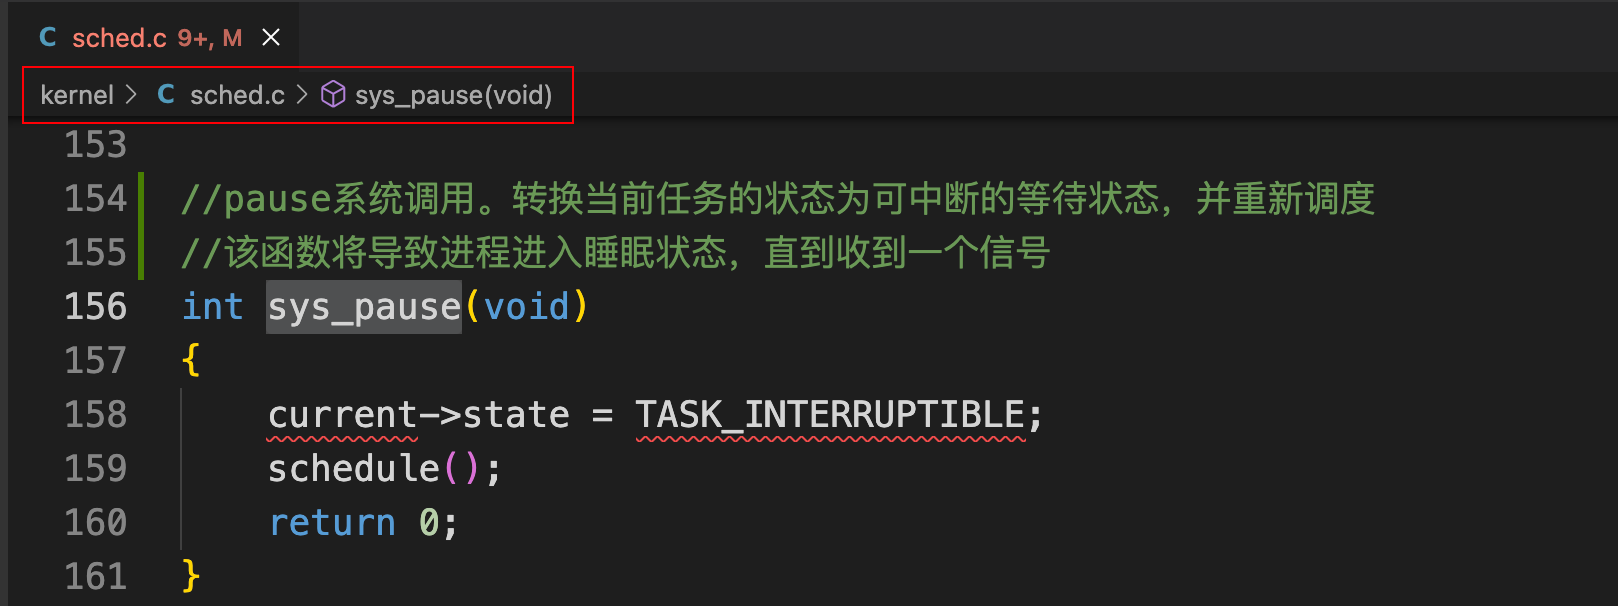 C sched.c 9+, M ×
kernel > C sched.c > sys_pause(void)
153
154 //pause系统调用。转换当前任务的状态为可中断的等待状态，并重新调度
155 //该函数将导致进程进入睡眠状态，直到收到一个信号
156 int sys_pause(void)
157 {
158 current->state = TASK_INTERRUPTIBLE;
159 schedule();
160 return 0;
161 }